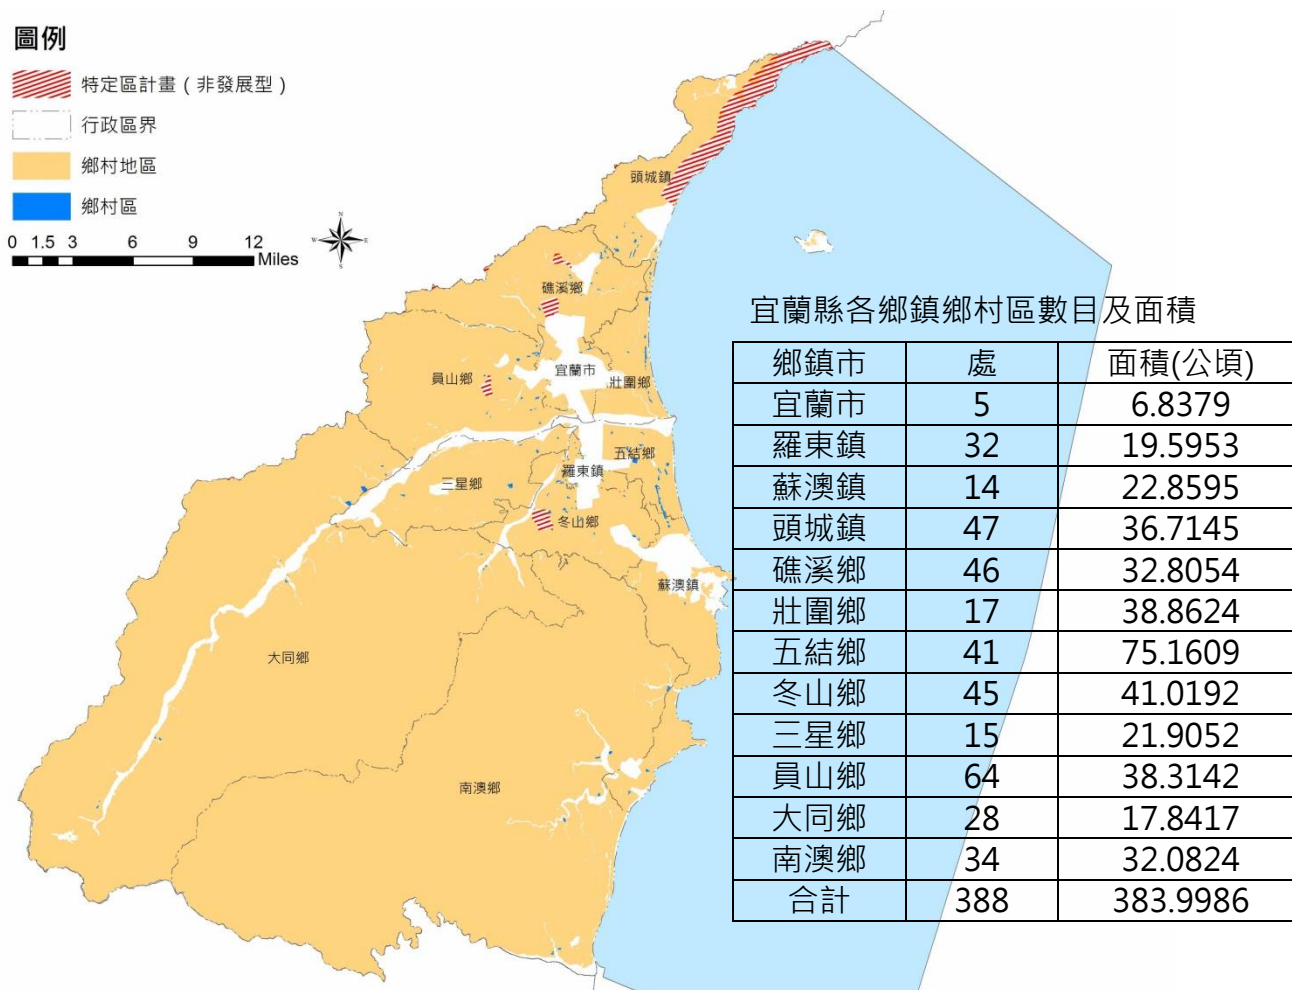 圖例
特定區計畫（非發展型）
行政區界
鄉村地區
鄉村區
0 1.5 3 6 9 12
Miles
N
W E
S
頭城鎮
礁溪鄉
員山鄉
宜蘭市
壯圍鄉
五結鄉
羅東鎮
三星鄉
冬山鄉
蘇澳鎮
大同鄉
南澳鄉
宜蘭縣各鄉鎮鄉村區數目及面積
鄉鎮市 處 面積(公頃)
宜蘭市 5 6.8379
羅東鎮 32 19.5953
蘇澳鎮 14 22.8595
頭城鎮 47 36.7145
礁溪鄉 46 32.8054
壯圍鄉 17 38.8624
五結鄉 41 75.1609
冬山鄉 45 41.0192
三星鄉 15 21.9052
員山鄉 64 38.3142
大同鄉 28 17.8417
南澳鄉 34 32.0824
合計 388 383.9986